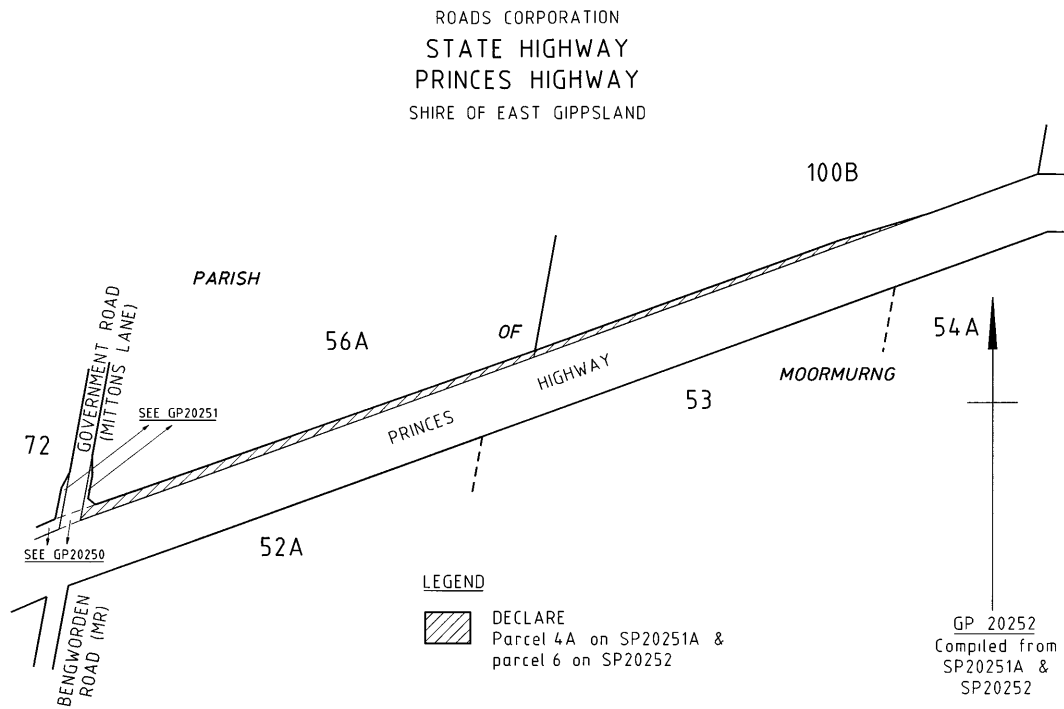 ROADS CORPORATION
STATE HIGHWAY
PRINCES HIGHWAY
SHIRE OF EAST GIPPSLAND
100B
PARISH
OF
56A
54A
MOORMURNG
53
HIGHWAY
PRINCES
GOVERNMENT ROAD
(MITTONS LANE)
SEE GP20251
72
SEE GP20250
52A
BENGWORDEN
ROAD (MR)
LEGEND
DECLARE
Parcel 4A on SP20251A &
parcel 6 on SP20252
GP 20252
Compiled from
SP20251A &
SP20252